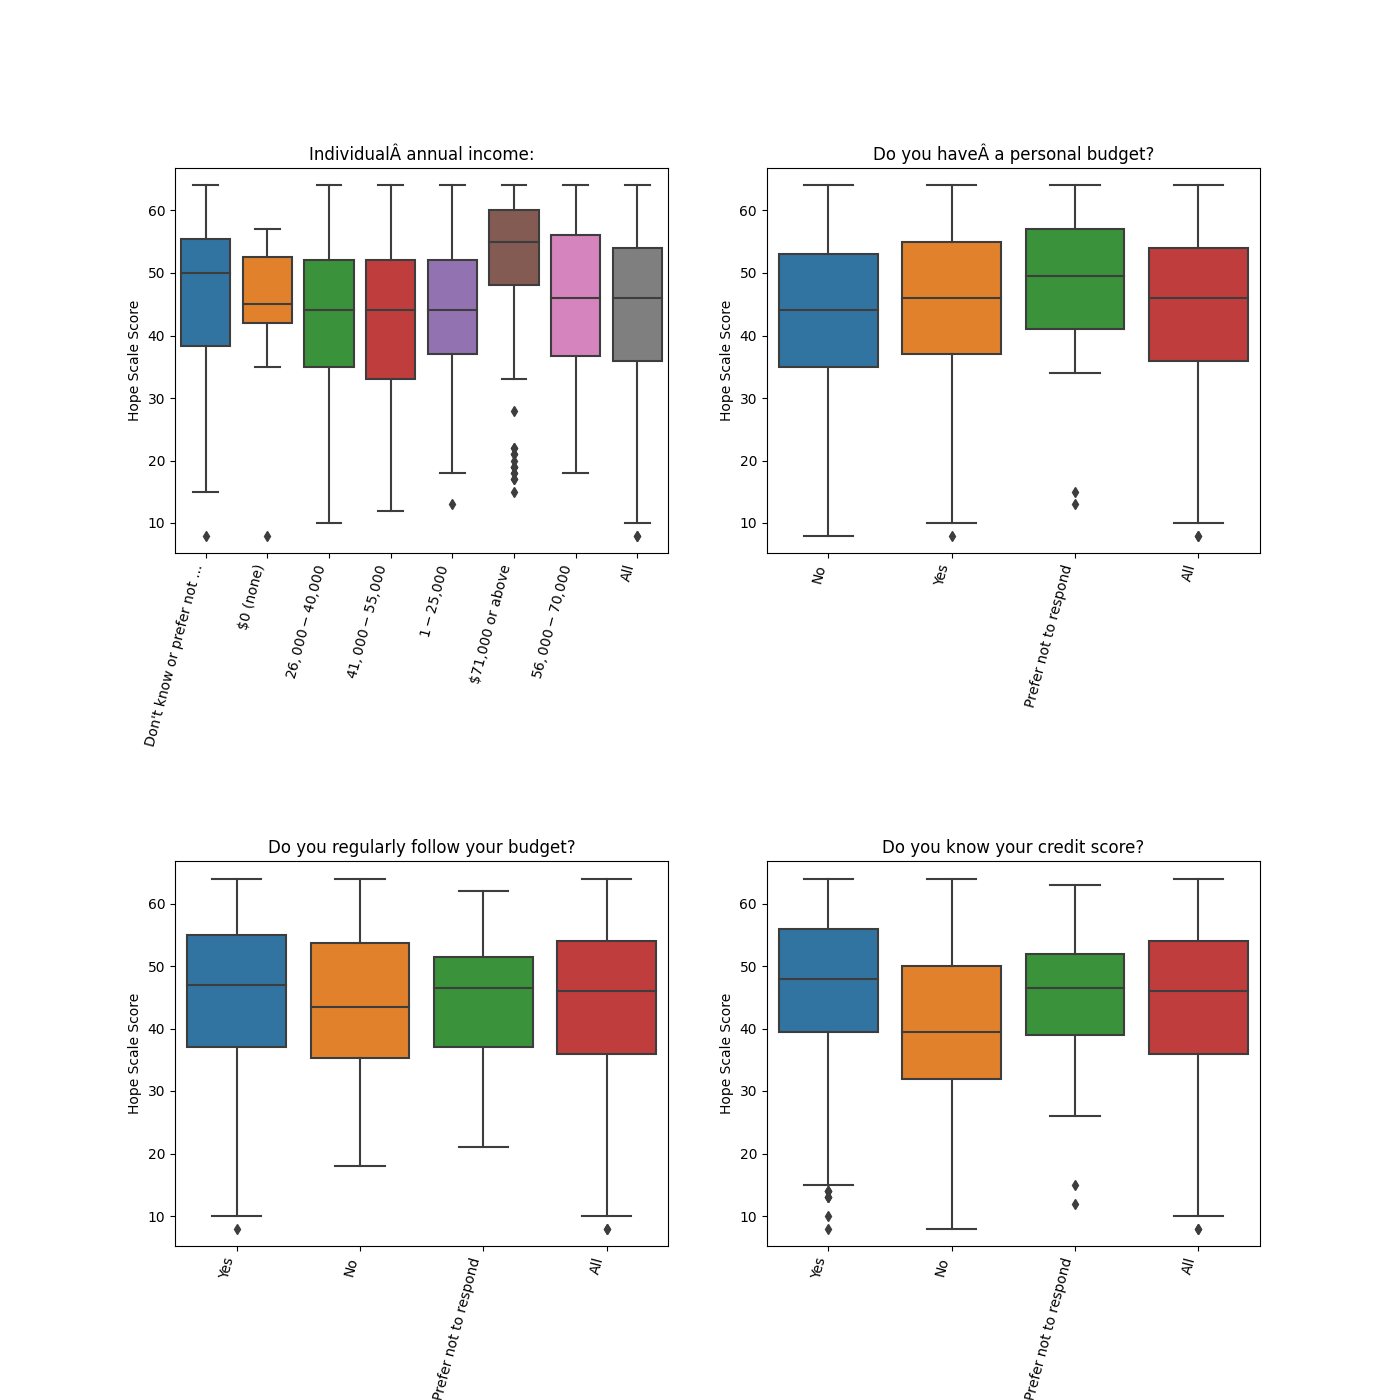 IndividualÂ annual income:
Hope Scale Score
60
50
40
30
20
10
Don't know or prefer not ...
$0 (none)
26, 000 − 40,000
41, 000 − 55,000
1 − 25,000
$71,000 or above
56, 000 − 70,000
All
Do you haveÂ a personal budget?
Hope Scale Score
60
50
40
30
20
10
No
Yes
Prefer not to respond
All
Do you regularly follow your budget?
Hope Scale Score
60
50
40
30
20
10
Yes
No
Prefer not to respond
All
Do you know your credit score?
Hope Scale Score
60
50
40
30
20
10
Yes
No
Prefer not to respond
All